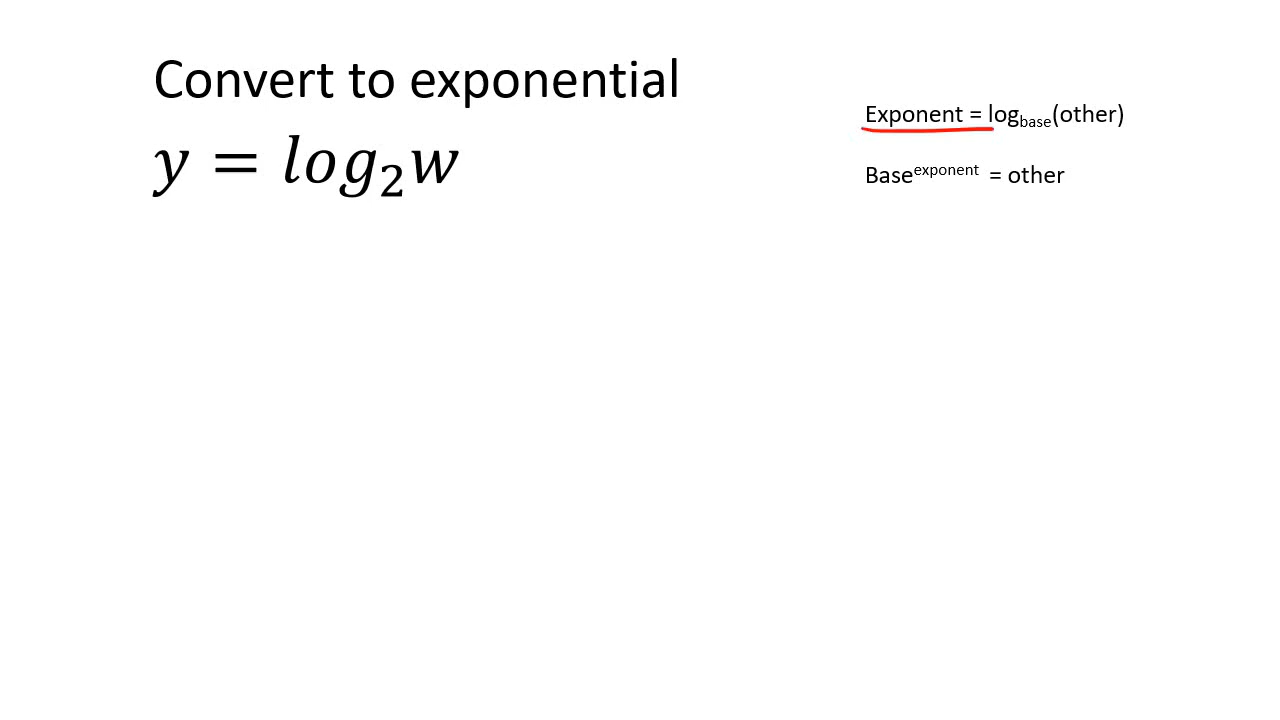 Convert to exponential
𝑦 = 𝑙𝑜𝑔₂𝑤
Exponent = log_base(other)
Base^exponent = other